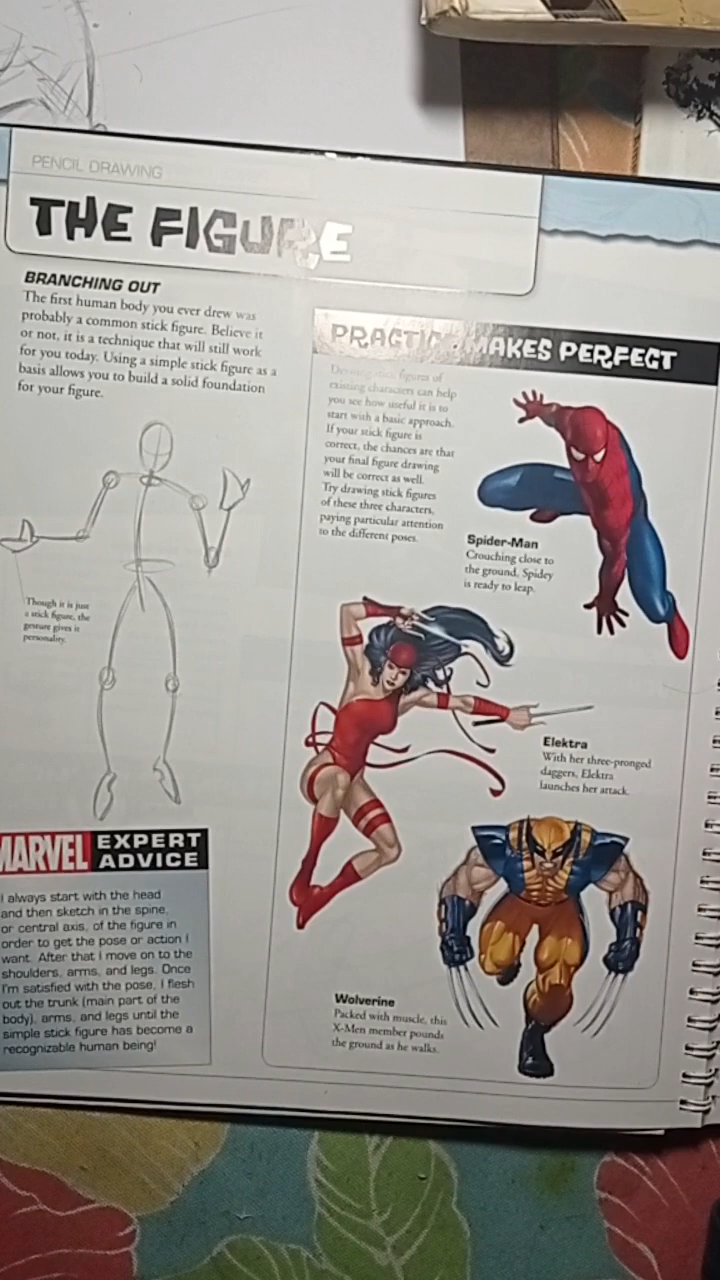 PENCIL DRAWING
THE FIGURE
BRANCHING OUT
The first human body you ever drew was
probably a common stick figure. Believe it
or not, it is a technique that will still work
for you today. Using a simple stick figure as a
basis allows you to build a solid foundation
for your figure.
Though it is just
a stick figure, the
gesture gives it
personality.
MARVEL EXPERT
ADVICE
I always start with the head
and then sketch in the spine,
or central axis, of the figure in
order to get the pose or action I
want. After that I move on to the
shoulders, arms, and legs. Once
I'm satisfied with the pose, I flesh
out the trunk (main part of the
body), arms, and legs until the
simple stick figure has become a
recognizable human being!
PRACTICE MAKES PERFECT
Drawing stick figures of
existing characters can help
you see how useful it is to
start with a basic approach.
If your stick figure is
correct, the chances are that
your final figure drawing
will be correct as well.
Try drawing stick figures
of these three characters,
paying particular attention
to the different poses.
Spider-Man
Crouching close to
the ground, Spidey
is ready to leap.
Elektra
With her three-pronged
daggers, Elektra
launches her attack.
Wolverine
Packed with muscle, this
X-Men member pounds
the ground as he walks.